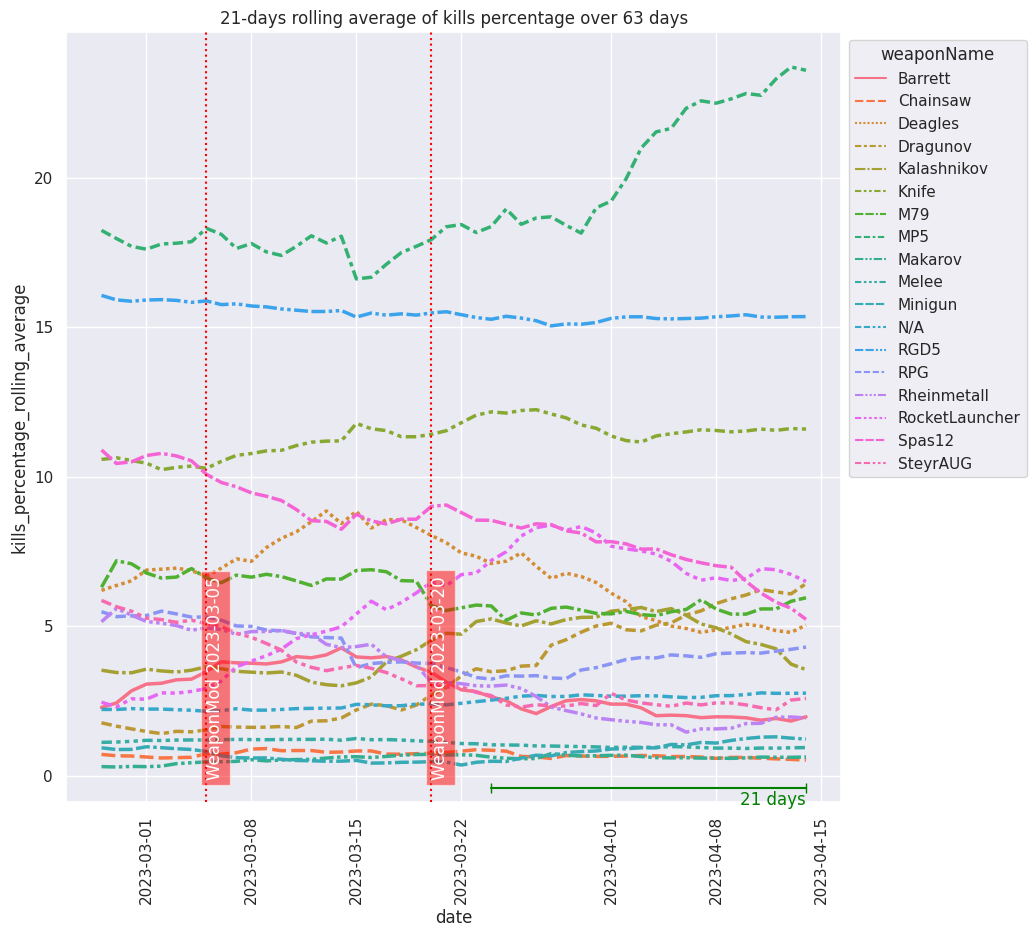 21-days rolling average of kills percentage over 63 days
kills_percentage_rolling_average
20
15
10
5
0
WeaponMod 2023-03-05
WeaponMod 2023-03-20
21 days
2023-03-01
2023-03-08
2023-03-15
2023-03-22
2023-04-01
2023-04-08
2023-04-15
date
weaponName
Barrett
Chainsaw
Deagles
Dragunov
Kalashnikov
Knife
M79
MP5
Makarov
Melee
Minigun
N/A
RGD5
RPG
Rheinmetall
RocketLauncher
Spas12
SteyrAUG